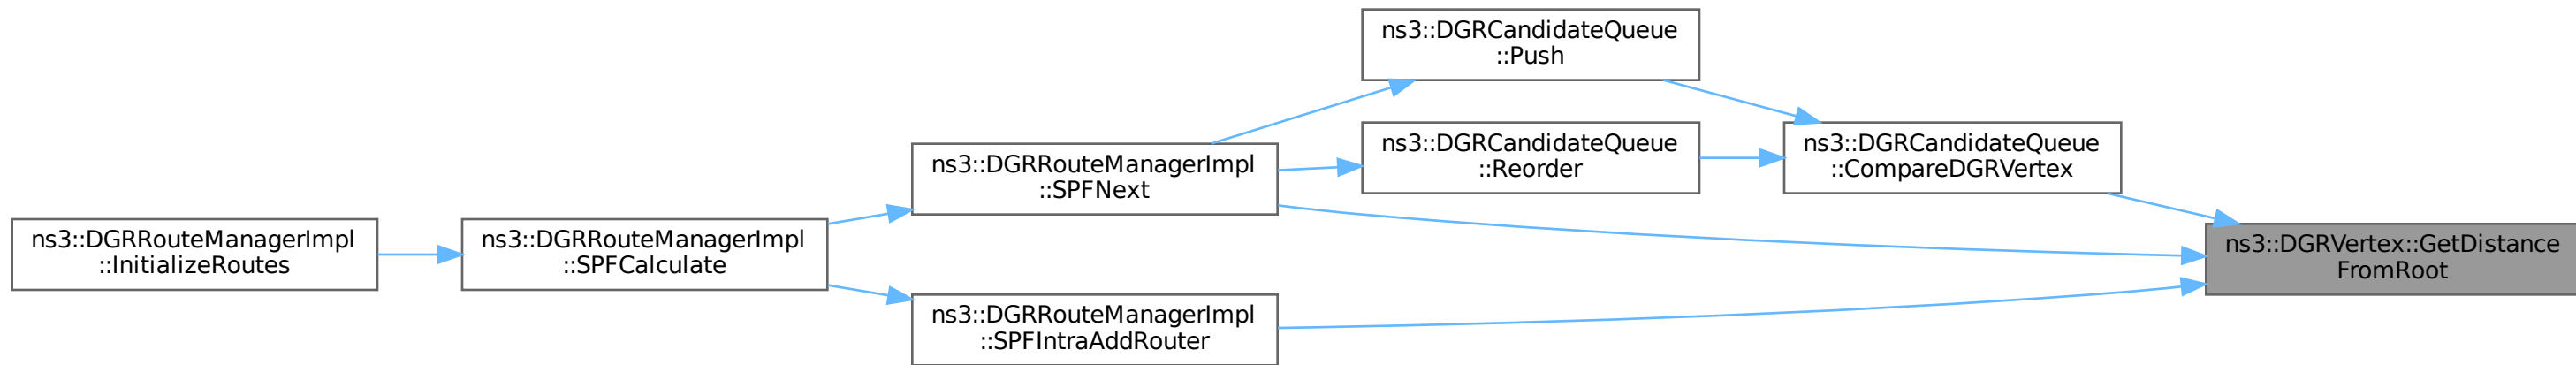 ns3::DGRCandidateQueue
::Push
ns3::DGRCandidateQueue
::Reorder
ns3::DGRCandidateQueue
::CompareDGRVertex
ns3::DGRRouteManagerImpl
::SPFNext
ns3::DGRRouteManagerImpl
::InitializeRoutes
ns3::DGRRouteManagerImpl
::SPFCalculate
ns3::DGRVertex::GetDistance
FromRoot
ns3::DGRRouteManagerImpl
::SPFIntraAddRouter